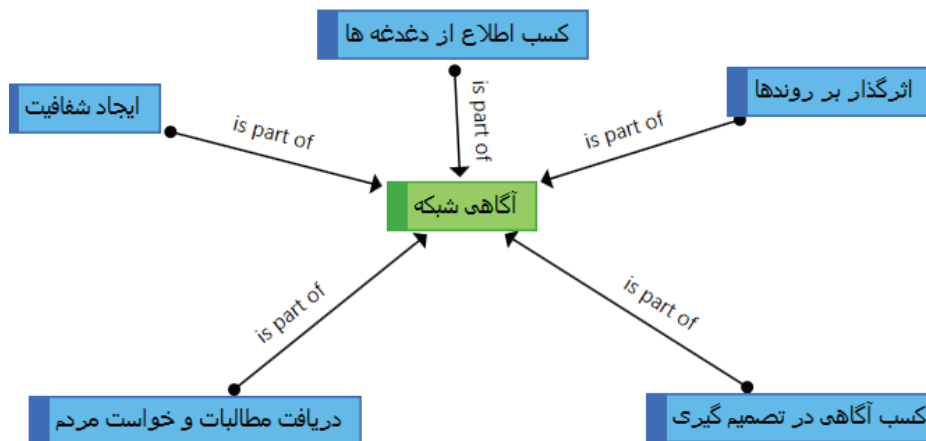 کسب اطلاع از دغدغه ها
ایجاد شفافیت
اثرگذار بر روندها
is part of
is part of
is part of
آگاهی شبکه
is part of
is part of
دریافت مطالبات و خواست مردم
کسب آگاهی در تصمیم گیری